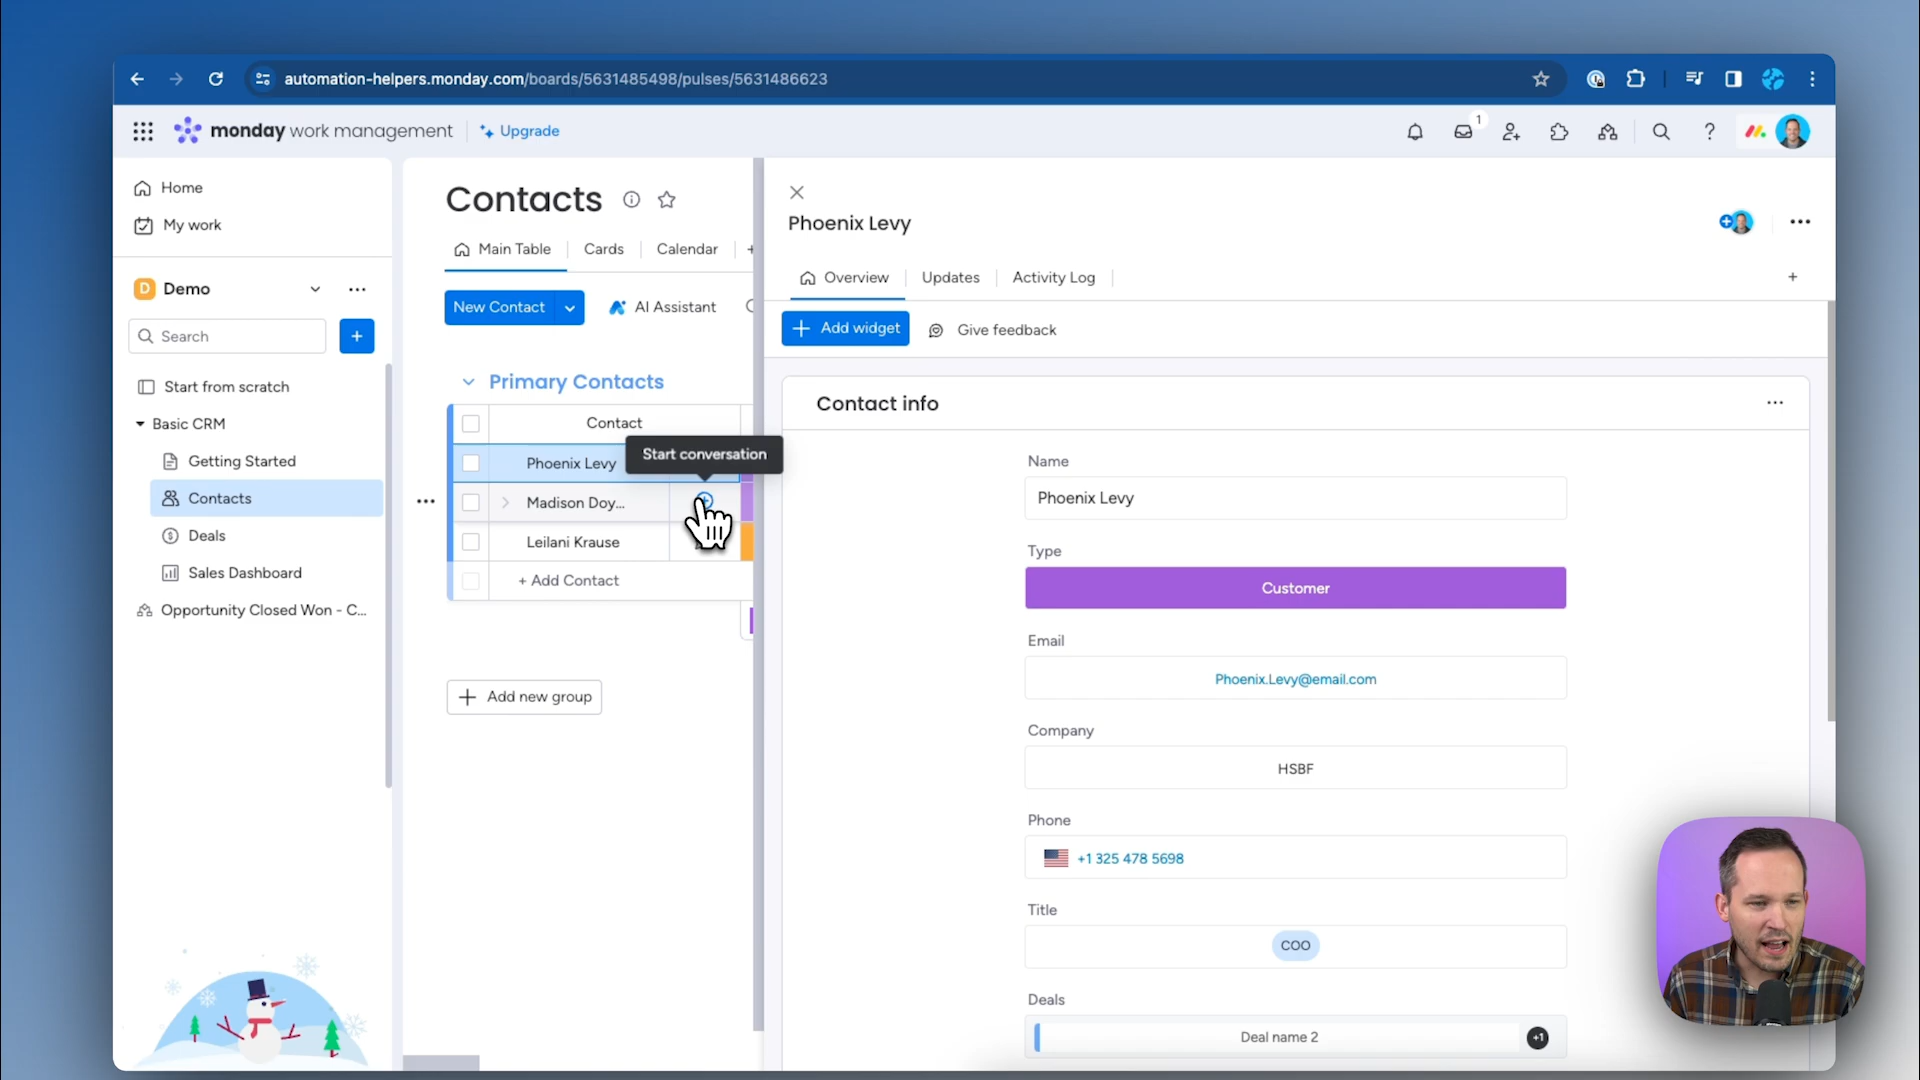 automation-helpers.monday.com/boards/5631485498/pulses/5631486623
monday work management
Upgrade
1
Home
My work
D Demo
Search
Start from scratch
Basic CRM
Getting Started
Contacts
Deals
Sales Dashboard
Opportunity Closed Won - C...
Contacts
Main Table
Cards
Calendar
New Contact
AI Assistant
Primary Contacts
Contact
Phoenix Levy
Start conversation
Madison Doy...
Leilani Krause
+ Add Contact
Add new group
Phoenix Levy
Overview
Updates
Activity Log
Add widget
Give feedback
Contact info
Name
Phoenix Levy
Type
Customer
Email
Phoenix.Levy@email.com
Company
HSBF
Phone
+1 325 478 5698
Title
COO
Deals
Deal name 2
+1